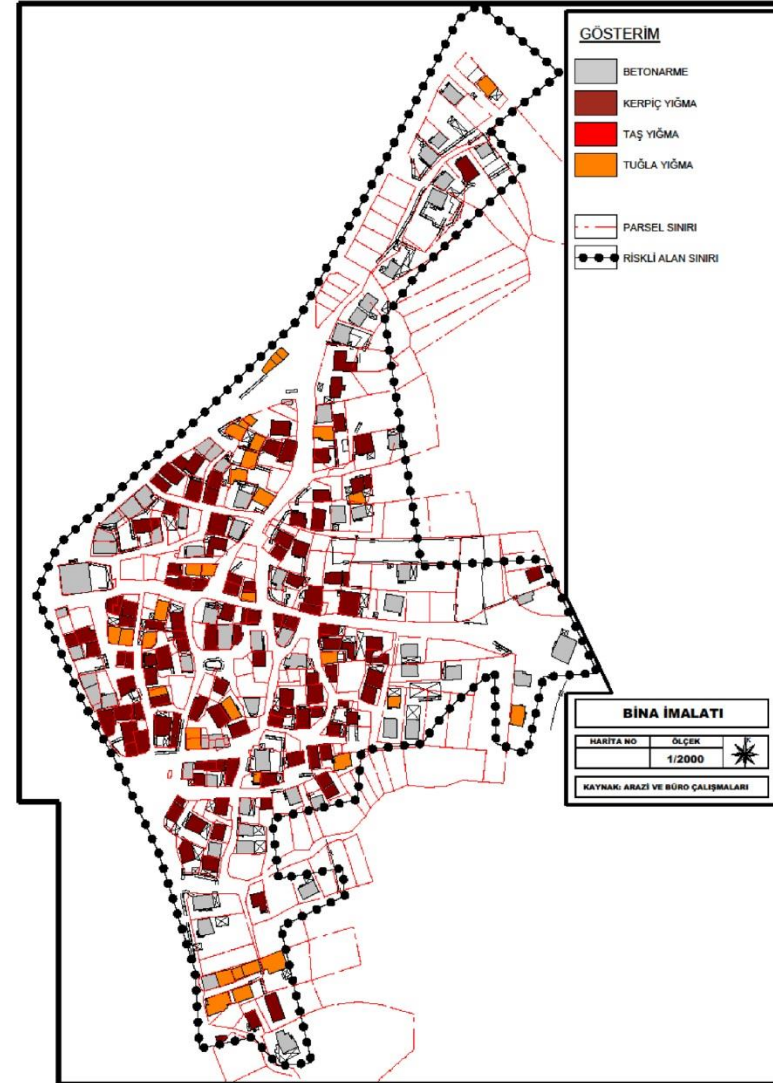 GÖSTERİM
BETONARME
KERPİÇ YIĞMA
TAŞ YIĞMA
TUĞLA YIĞMA
PARSEL SINIRI
RİSKLİ ALAN SINIRI
BİNA İMALATI
HARİTA NO
ÖLÇEK
1/2000
K
KAYNAK: ARAZİ VE BÜRO ÇALIŞMALARI